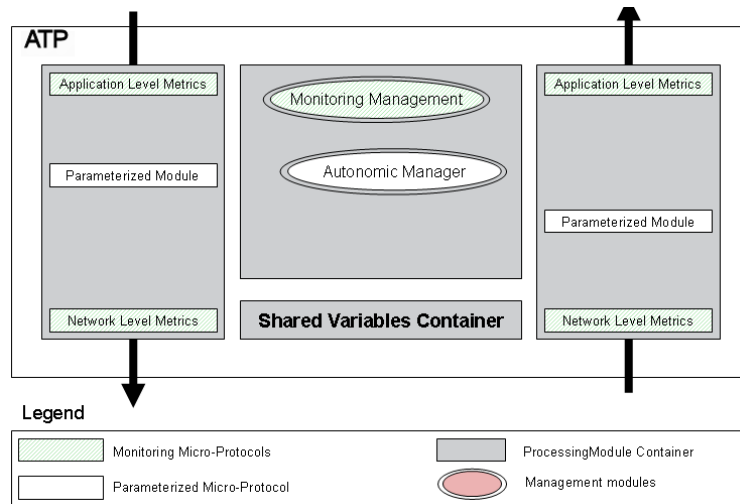 ATP
Application Level Metrics
Parameterized Module
Network Level Metrics
Monitoring Management
Autonomic Manager
Shared Variables Container
Application Level Metrics
Parameterized Module
Network Level Metrics
Legend
Monitoring Micro-Protocols
Parameterized Micro-Protocol
ProcessingModule Container
Management modules